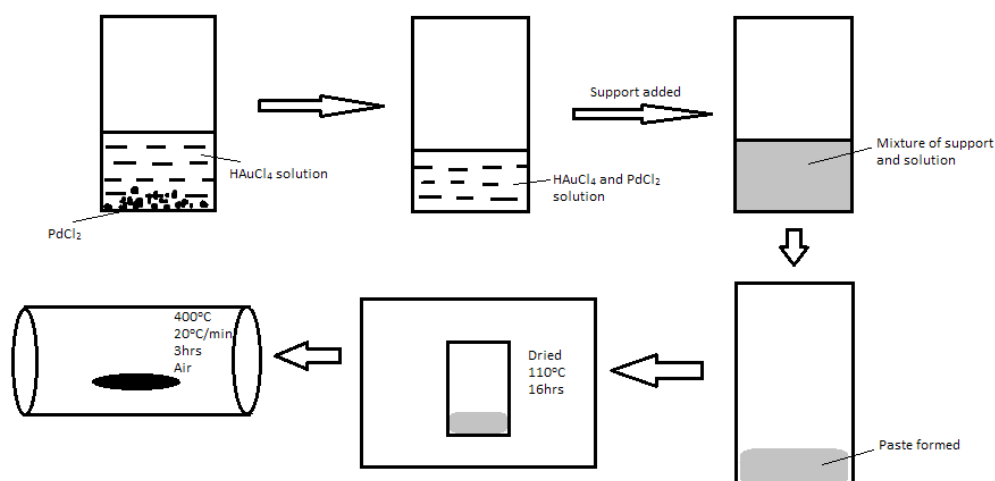 HAuCl₄ solution
PdCl₂
HAuCl₄ and PdCl₂
solution
Support added
Mixture of support
and solution
Paste formed
Dried
110ºC
16hrs
400ºC
20ºC/min
3hrs
Air